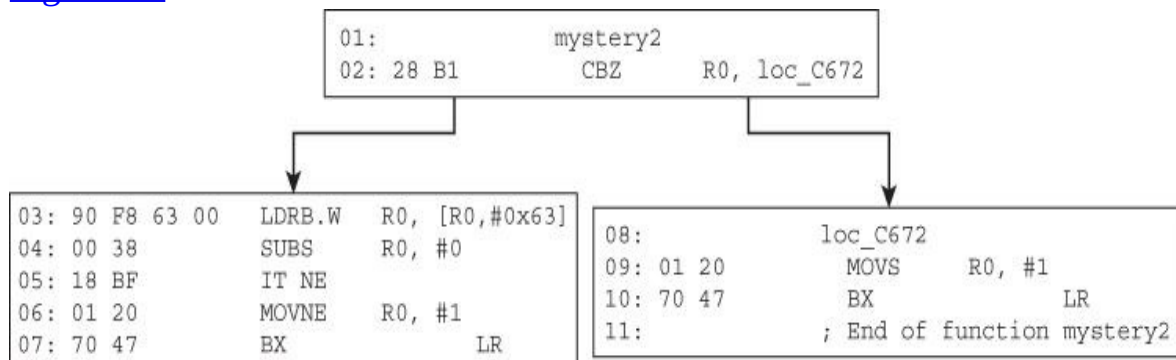 01: mystery2
02: 28 B1 CBZ R0, loc_C672
03: 90 F8 63 00 LDRB.W R0, [R0,#0x63]
04: 00 38 SUBS R0, #0
05: 18 BF IT NE
06: 01 20 MOVNE R0, #1
07: 70 47 BX LR
08: loc_C672
09: 01 20 MOVS R0, #1
10: 70 47 BX LR
11: ; End of function mystery2